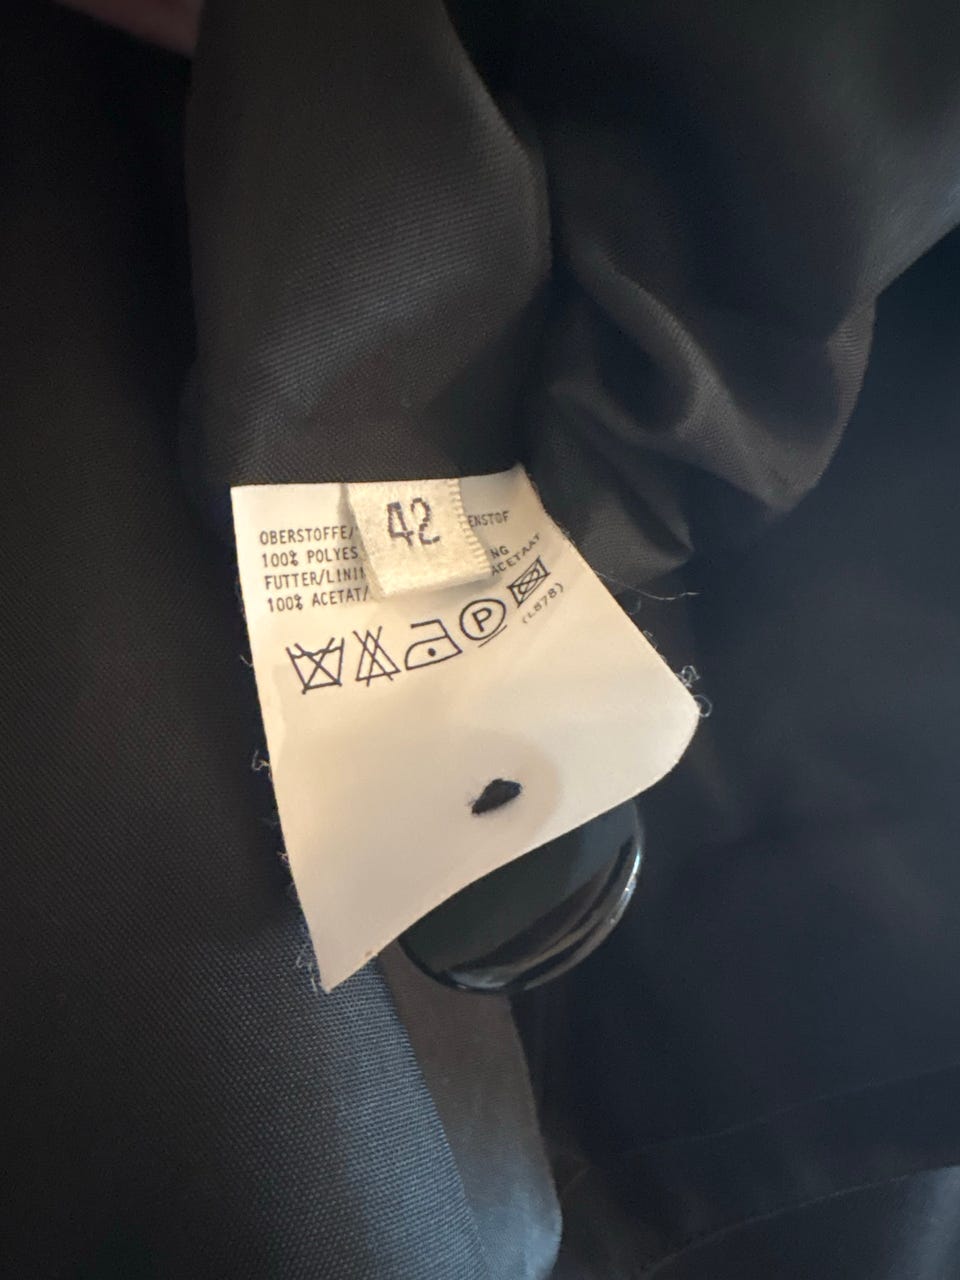 42
OBERSTOFFE/ ENSTOF
100% POLYES
FUTTER/LINI NG
100% ACETAT/ ACETAAT
P
(L878)